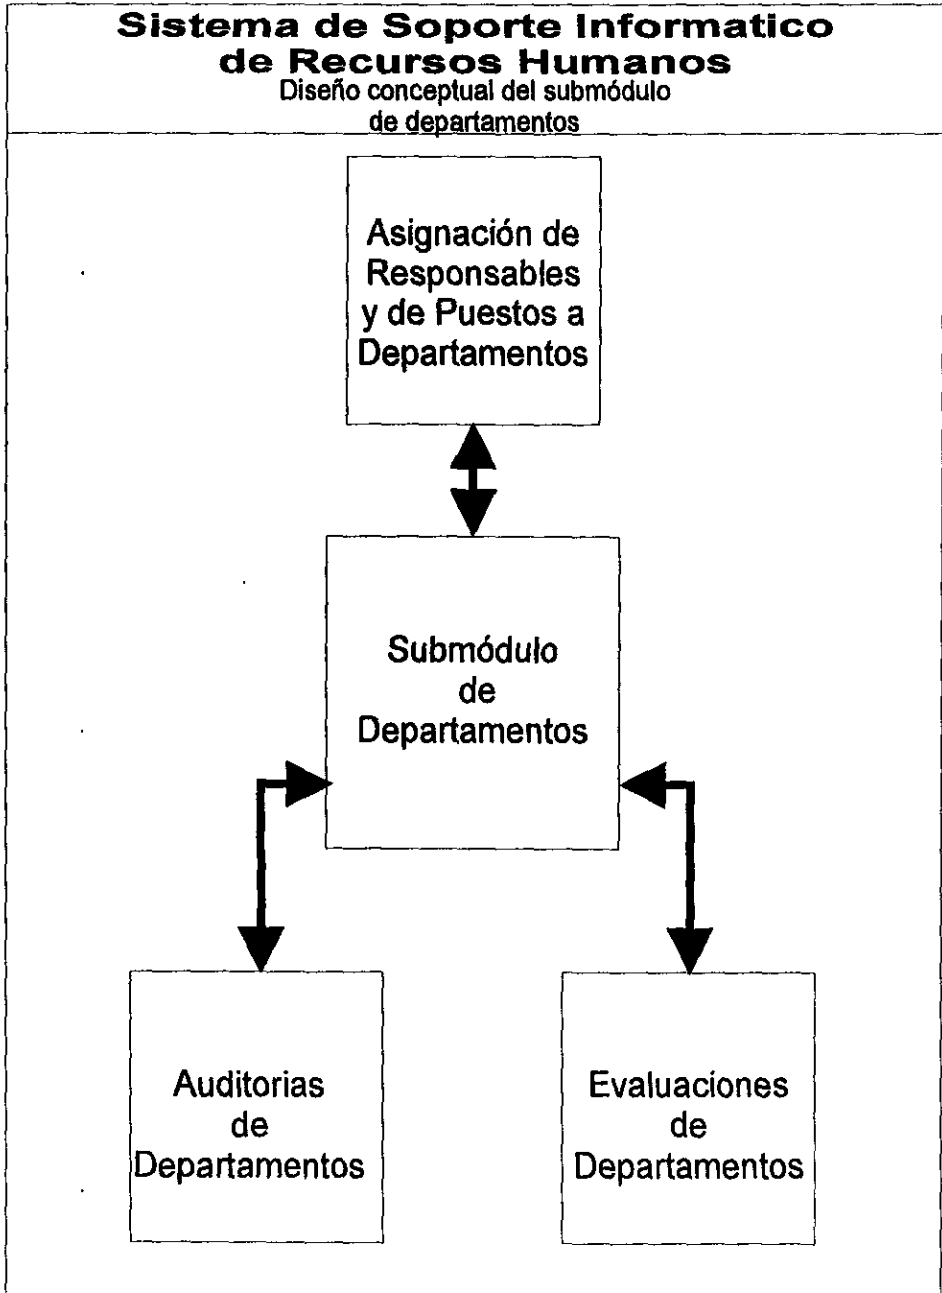 Sistema de Soporte Informatico
de Recursos Humanos
Diseño conceptual del submódulo
de departamentos
Asignación de
Responsables
y de Puestos a
Departamentos
Submódulo
de
Departamentos
Auditorias
de
Departamentos
Evaluaciones
de
Departamentos